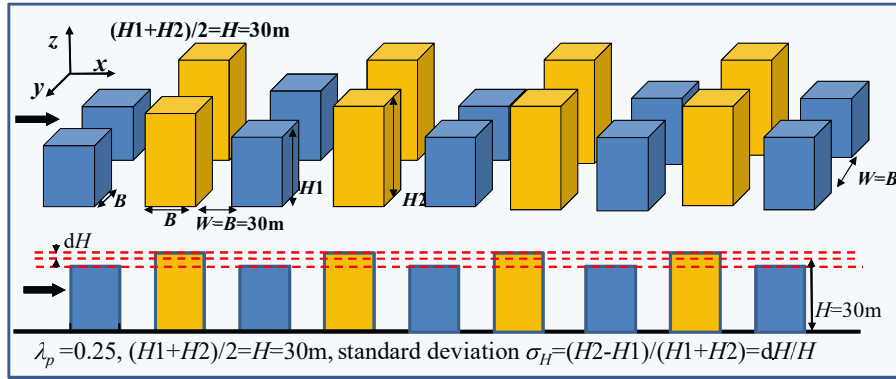 (H1+H2)/2=H=30m
z
x
y
H1
H2
B
B
W=B=30m
W=B
dH
H=30m
λp =0.25, (H1+H2)/2=H=30m, standard deviation σH=(H2-H1)/(H1+H2)=dH/H